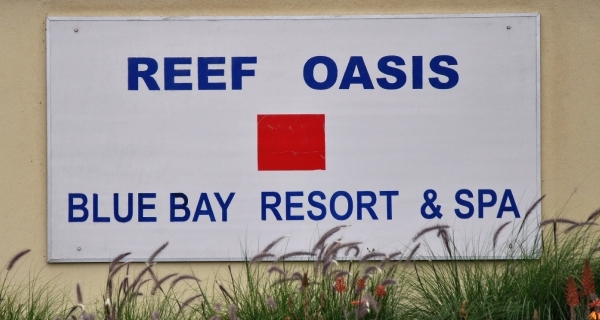 REEF OASIS
BLUE BAY RESORT & SPA